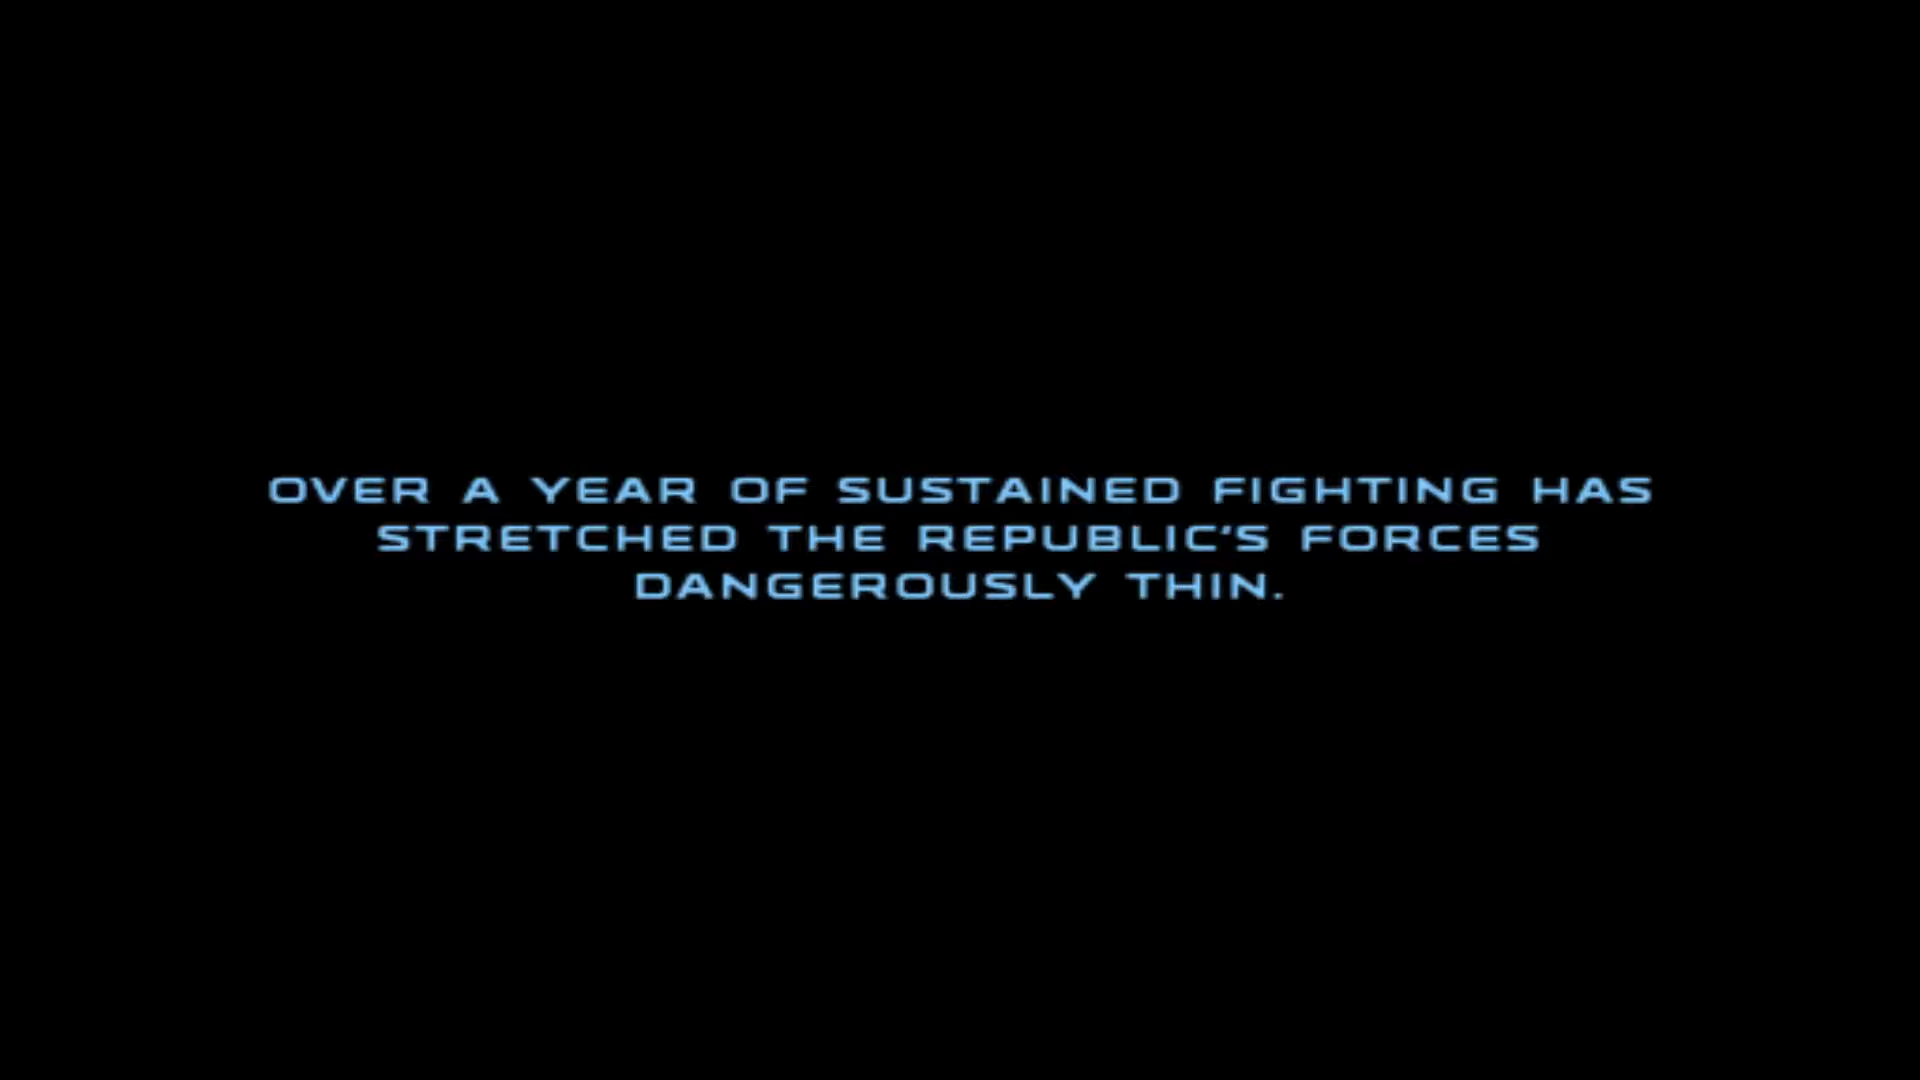 OVER A YEAR OF SUSTAINED FIGHTING HAS
STRETCHED THE REPUBLIC'S FORCES
DANGEROUSLY THIN.